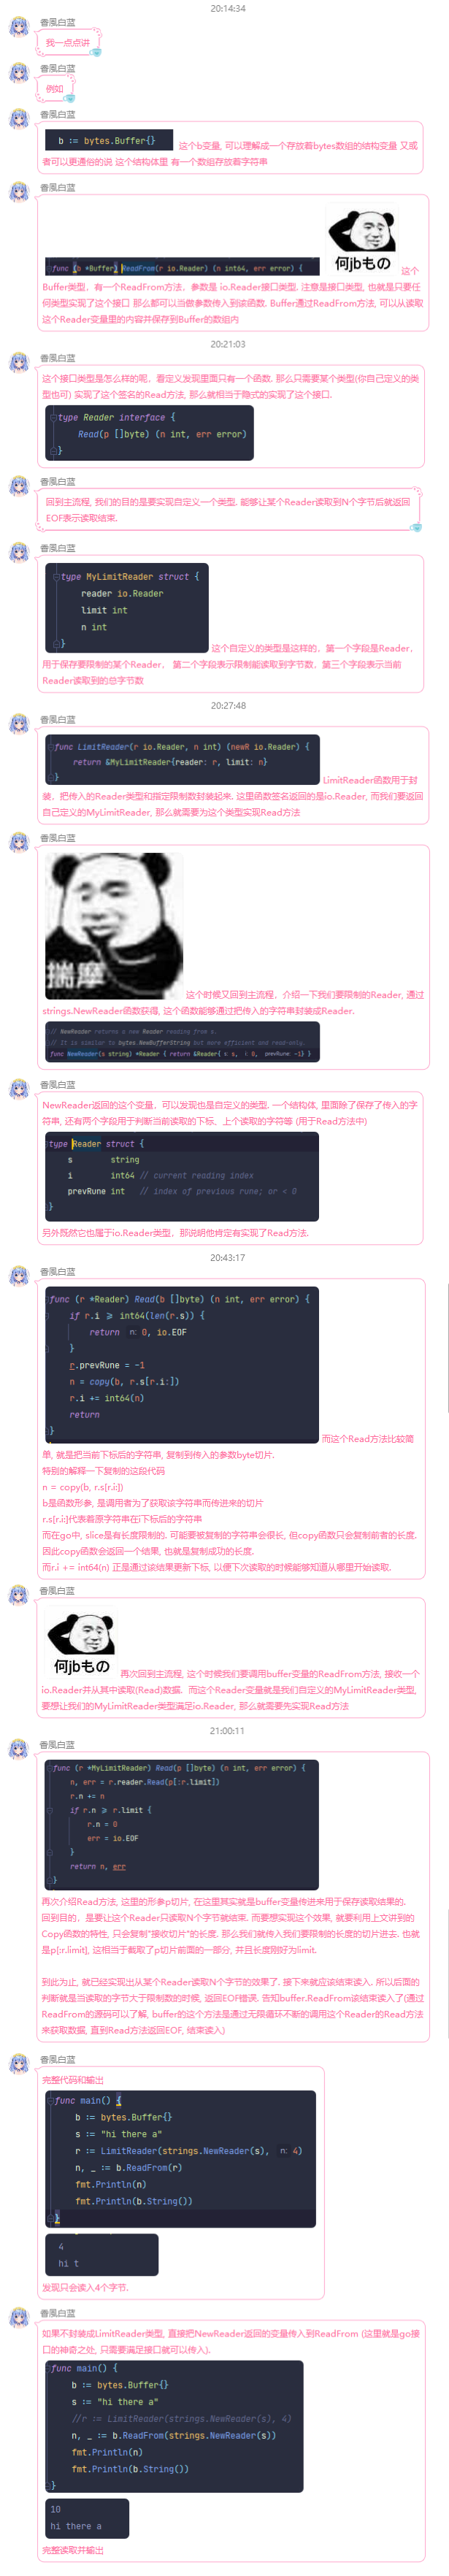 20:14:34
香風白蓝
我一点点讲
香風白蓝
例如
香風白蓝
b := bytes.Buffer{} 这个b变量, 可以理解成一个存放着bytes数组的结构变量 又或
者可以更通俗的说 这个结构体里 有一个数组存放着字符串
香風白蓝
何jbもの
func (b *Buffer) ReadFrom(r io.Reader) (n int64, err error) { 这个
Buffer类型，有一个ReadFrom方法，参数是 io.Reader接口类型. 注意是接口类型, 也就是只要任
何类型实现了这个接口 那么都可以当做参数传入到该函数. Buffer通过ReadFrom方法, 可以从读取
这个Reader变量里的内容并保存到Buffer的数组内
20:21:03
香風白蓝
这个接口类型是怎么样的呢，看定义发现里面只有一个函数. 那么只需要某个类型(你自己定义的类
型也可) 实现了这个签名的Read方法, 那么就相当于隐式的实现了这个接口.
type Reader interface {
Read(p []byte) (n int, err error)
}
香風白蓝
回到主流程, 我们的目的是要实现自定义一个类型. 能够让某个Reader读取到N个字节后就返回
EOF表示读取结束.
香風白蓝
type MyLimitReader struct {
reader io.Reader
limit int
n int
} 这个自定义的类型是这样的，第一个字段是Reader，
用于保存要限制的某个Reader， 第二个字段表示限制能读取到字节数，第三个字段表示当前
Reader读取到的总字节数
20:27:48
香風白蓝
func LimitReader(r io.Reader, n int) (newR io.Reader) {
return &MyLimitReader{reader: r, limit: n}
} LimitReader函数用于封
装，把传入的Reader类型和指定限制数封装起来. 这里函数签名返回的是io.Reader, 而我们要返回
自己定义的MyLimitReader, 那么就需要为这个类型实现Read方法
香風白蓝
揣摩
这个时候又回到主流程，介绍一下我们要限制的Reader, 通过
strings.NewReader函数获得, 这个函数能够通过把传入的字符串封装成Reader.
// NewReader returns a new Reader reading from s.
// It is similar to bytes.NewBufferString but more efficient and read-only.
func NewReader(s string) *Reader { return &Reader{ s: s, i: 0, prevRune: -1} }
香風白蓝
NewReader返回的这个变量，可以发现也是自定义的类型. 一个结构体, 里面除了保存了传入的字
符串, 还有两个字段用于判断当前读取的下标、上个读取的字符等 (用于Read方法中)
type Reader struct {
s string
i int64 // current reading index
prevRune int // index of previous rune; or < 0
}
另外既然它也属于io.Reader类型，那说明他肯定有实现了Read方法.
20:43:17
香風白蓝
func (r *Reader) Read(b []byte) (n int, err error) {
if r.i >= int64(len(r.s)) {
return n: 0, io.EOF
}
r.prevRune = -1
n = copy(b, r.s[r.i:])
r.i += int64(n)
return
} 而这个Read方法比较简
单, 就是把当前下标后的字符串, 复制到传入的参数byte切片.
特别的解释一下复制的这段代码
n = copy(b, r.s[r.i:])
b是函数形参, 是调用者为了获取该字符串而传进来的切片
r.s[r.i:]代表着原字符串在i下标后的字符串
而在go中, slice是有长度限制的. 可能要被复制的字符串会很长, 但copy函数只会复制前者的长度.
因此copy函数会返回一个结果, 也就是复制成功的长度.
而r.i += int64(n) 正是通过该结果更新下标, 以便下次读取的时候能够知道从哪里开始读取.
香風白蓝
何jbもの 再次回到主流程, 这个时候我们要调用buffer变量的ReadFrom方法, 接收一个
io.Reader并从其中读取(Read)数据. 而这个Reader变量就是我们自定义的MyLimitReader类型,
要想让我们的MyLimitReader类型满足io.Reader, 那么就需要先实现Read方法
21:00:11
香風白蓝
func (r *MyLimitReader) Read(p []byte) (n int, err error) {
n, err = r.reader.Read(p[:r.limit])
r.n += n
if r.n >= r.limit {
r.n = 0
err = io.EOF
}
return n, err
}
再次介绍Read方法, 这里的形参p切片, 在这里其实就是buffer变量传进来用于保存读取结果的.
回到目的，是要让这个Reader只读取N个字节就结束. 而要想实现这个效果, 就要利用上文讲到的
Copy函数的特性, 只会复制"接收切片"的长度. 那么我们就传入我们要限制的长度的切片进去. 也就
是p[:r.limit], 这相当于截取了p切片前面的一部分, 并且长度刚好为limit.
到此为止, 就已经实现出从某个Reader读取N个字节的效果了. 接下来就应该结束读入. 所以后面的
判断就是当读取的字节大于限制数的时候, 返回EOF错误, 告知buffer.ReadFrom该结束读入了(通过
ReadFrom的源码可以了解, buffer的这个方法是通过无限循环不断的调用这个Reader的Read方法
来获取数据, 直到Read方法返回EOF, 结束读入)
香風白蓝
完整代码和输出
func main() {
b := bytes.Buffer{}
s := "hi there a"
r := LimitReader(strings.NewReader(s), n: 4)
n, _ := b.ReadFrom(r)
fmt.Println(n)
fmt.Println(b.String())
}
4
hi t
发现只会读入4个字节.
香風白蓝
如果不封装成LimitReader类型, 直接把NewReader返回的变量传入到ReadFrom (这里就是go接
口的神奇之处, 只需要满足接口就可以传入).
func main() {
b := bytes.Buffer{}
s := "hi there a"
//r := LimitReader(strings.NewReader(s), 4)
n, _ := b.ReadFrom(strings.NewReader(s))
fmt.Println(n)
fmt.Println(b.String())
}
10
hi there a
完整读取并输出